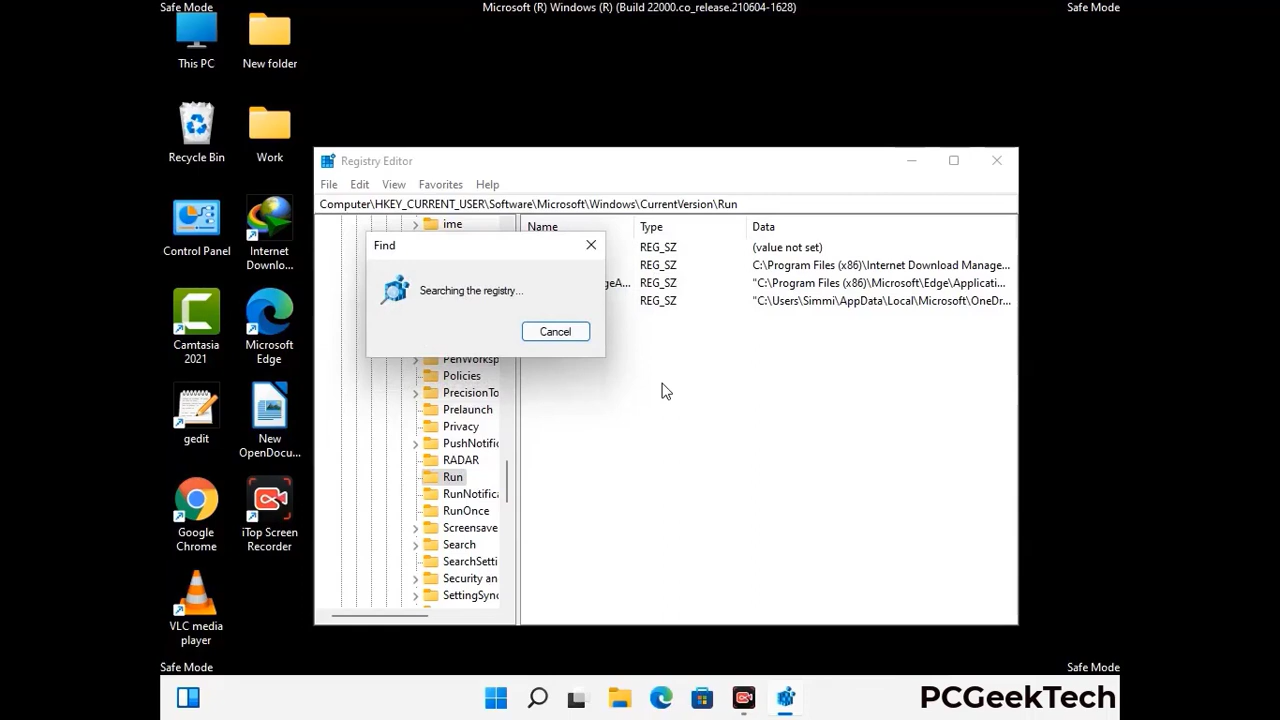 Safe Mode
Microsoft (R) Windows (R) (Build 22000.co_release.210604-1628)
Safe Mode
This PC
New folder
Recycle Bin
Work
Control Panel
Internet
Downlo...
Camtasia
2021
Microsoft
Edge
gedit
New
OpenDocu...
Google
Chrome
iTop Screen
Recorder
VLC media
player
Registry Editor
File Edit View Favorites Help
Computer\HKEY_CURRENT_USER\Software\Microsoft\Windows\CurrentVersion\Run
ime
PenWorksp
Policies
PrecisionTo
Prelaunch
Privacy
PushNotific
RADAR
Run
RunNotifica
RunOnce
Screensave
Search
SearchSetti
Security an
SettingSync
Name Type Data
REG_SZ (value not set)
REG_SZ C:\Program Files (x86)\Internet Download Manage...
geA... REG_SZ "C:\Program Files (x86)\Microsoft\Edge\Applicati...
REG_SZ "C:\Users\Simmi\AppData\Local\Microsoft\OneDr...
Find
Searching the registry...
Cancel
Safe Mode
Safe Mode
PCGeekTech